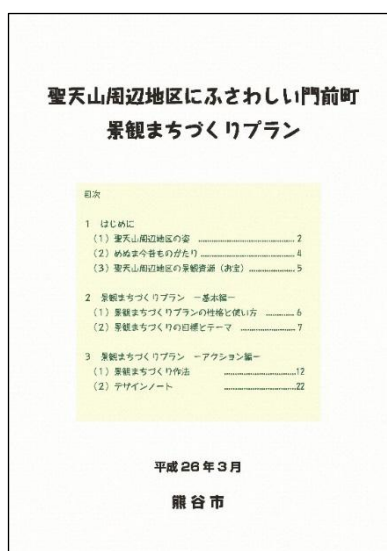 聖天山周辺地区にふさわしい門前町
景観まちづくりプラン
目次
1 はじめに
(1) 聖天山周辺地区の姿 ............ 2
(2) めぬま今昔ものがたり ............ 4
(3) 聖天山周辺地区の景観資源（お宝） ............ 5
2 景観まちづくりプラン －基本編－
(1) 景観まちづくりプランの性格と使い方 ............ 6
(2) 景観まちづくりの目標とテーマ ............ 7
3 景観まちづくりプラン －アクション編－
(1) 景観まちづくり作法 ............12
(2) デザインノート ............22
平成26年3月
熊谷市